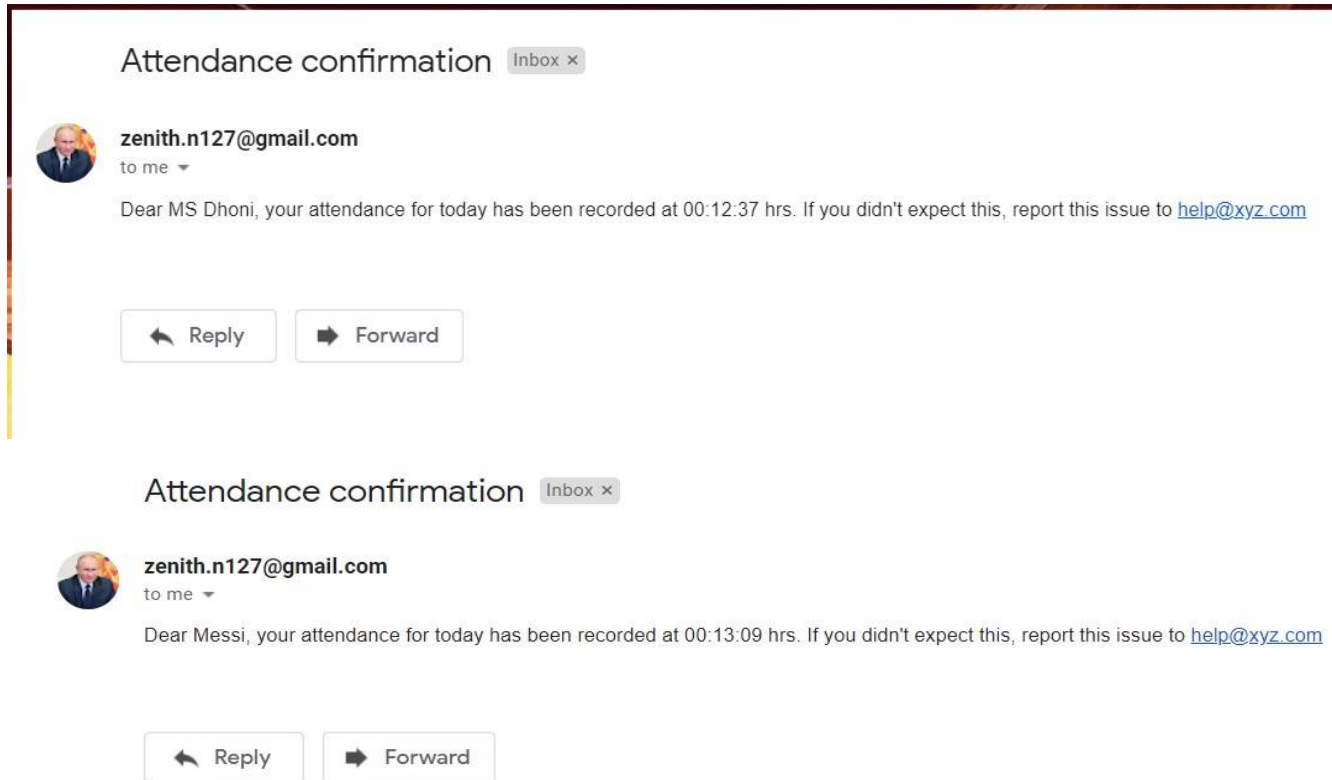 Attendance confirmation Inbox ×
zenith.n127@gmail.com
to me
Dear MS Dhoni, your attendance for today has been recorded at 00:12:37 hrs. If you didn't expect this, report this issue to help@xyz.com
Reply Forward
Attendance confirmation Inbox ×
zenith.n127@gmail.com
to me
Dear Messi, your attendance for today has been recorded at 00:13:09 hrs. If you didn't expect this, report this issue to help@xyz.com
Reply Forward